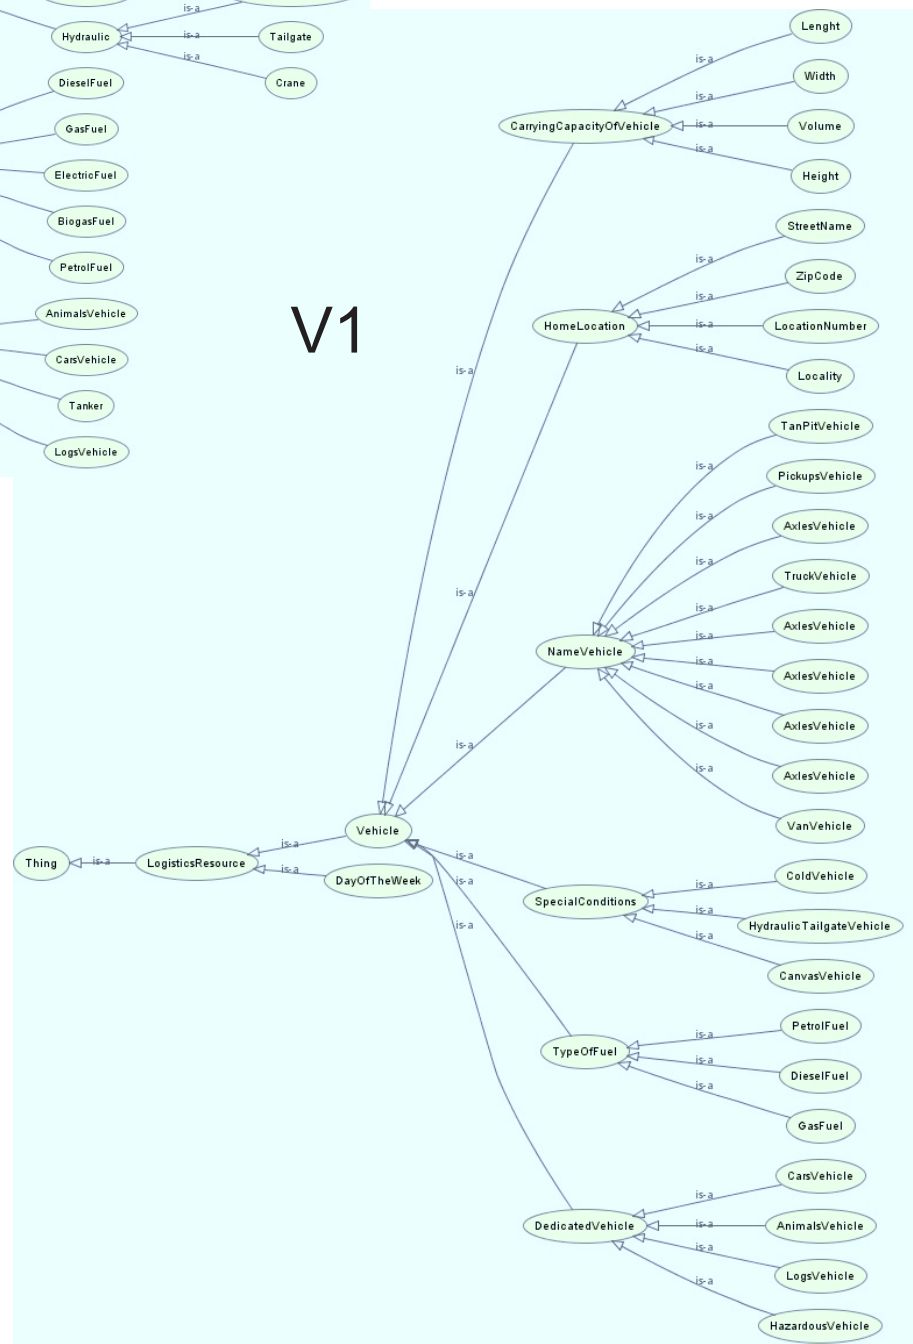 is-a
Hydraulic
is-a
Tailgate
is-a
Crane
DieselFuel
GasFuel
ElectricFuel
BiogasFuel
PetrolFuel
AnimalsVehicle
CarsVehicle
Tanker
LogsVehicle
V1
Lenght
is-a
Width
is-a
CarryingCapacityOfVehicle
is-a
Volume
is-a
Height
StreetName
is-a
ZipCode
is-a
HomeLocation
is-a
LocationNumber
is-a
Locality
is-a
TanPitVehicle
is-a
PickupsVehicle
is-a
AxlesVehicle
is-a
TruckVehicle
is-a
is-a
AxlesVehicle
is-a
NameVehicle
is-a
AxlesVehicle
is-a
AxlesVehicle
is-a
is-a
AxlesVehicle
is-a
VanVehicle
Vehicle
Thing
is-a
LogisticsResource
is-a
is-a
DayOfTheWeek
is-a
is-a
is-a
ColdVehicle
is-a
SpecialConditions
is-a
HydraulicTailgateVehicle
is-a
CanvasVehicle
PetrolFuel
is-a
TypeOfFuel
is-a
DieselFuel
is-a
GasFuel
CarsVehicle
is-a
DedicatedVehicle
is-a
AnimalsVehicle
is-a
LogsVehicle
is-a
HazardousVehicle